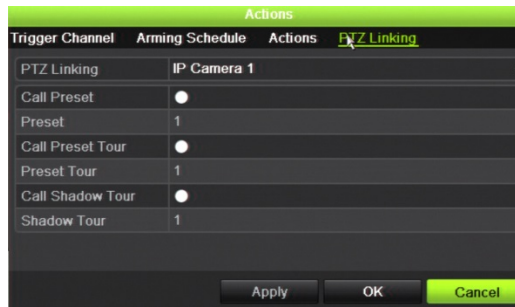 Actions
Trigger Channel Arming Schedule Actions PTZ Linking
PTZ Linking IP Camera 1
Call Preset
Preset 1
Call Preset Tour
Preset Tour 1
Call Shadow Tour
Shadow Tour 1
Apply OK Cancel